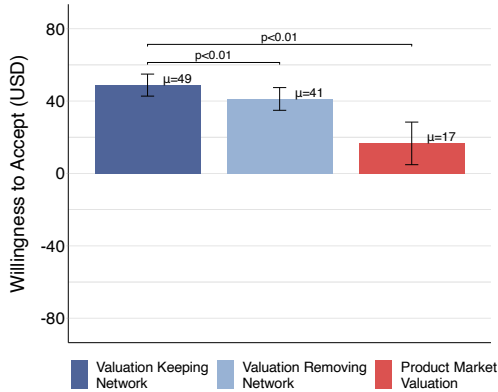 Willingness to Accept (USD)
80
40
0
-40
-80
p<0.01
p<0.01
μ=49
μ=41
μ=17
Valuation Keeping
Network
Valuation Removing
Network
Product Market
Valuation